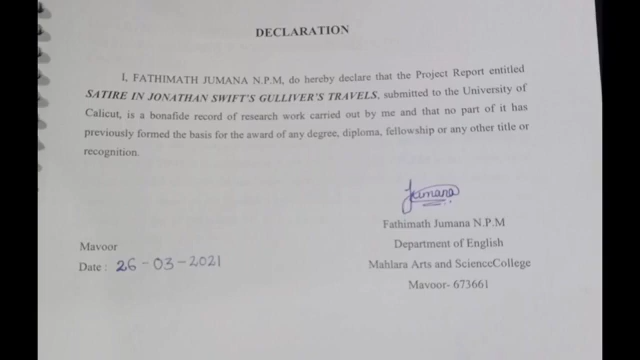 DECLARATION
I, FATHIMATH JUMANA N.P.M, do hereby declare that the Project Report entitled
SATIRE IN JONATHAN SWIFT'S GULLIVER'S TRAVELS, submitted to the University of
Calicut, is a bonafide record of research work carried out by me and that no part of it has
previously formed the basis for the award of any degree, diploma, fellowship or any other title or
recognition.
Jumana
Fathimath Jumana N.P.M
Mavoor
Department of English
Date : 26-03-2021
Mahlara Arts and ScienceCollege
Mavoor- 673661